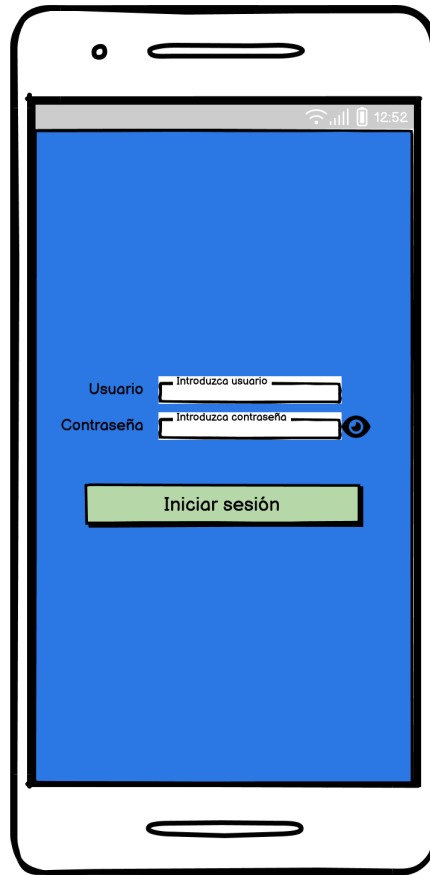 12:52
Introduzca usuario
Usuario
Introduzca contraseña
Contraseña
Iniciar sesión